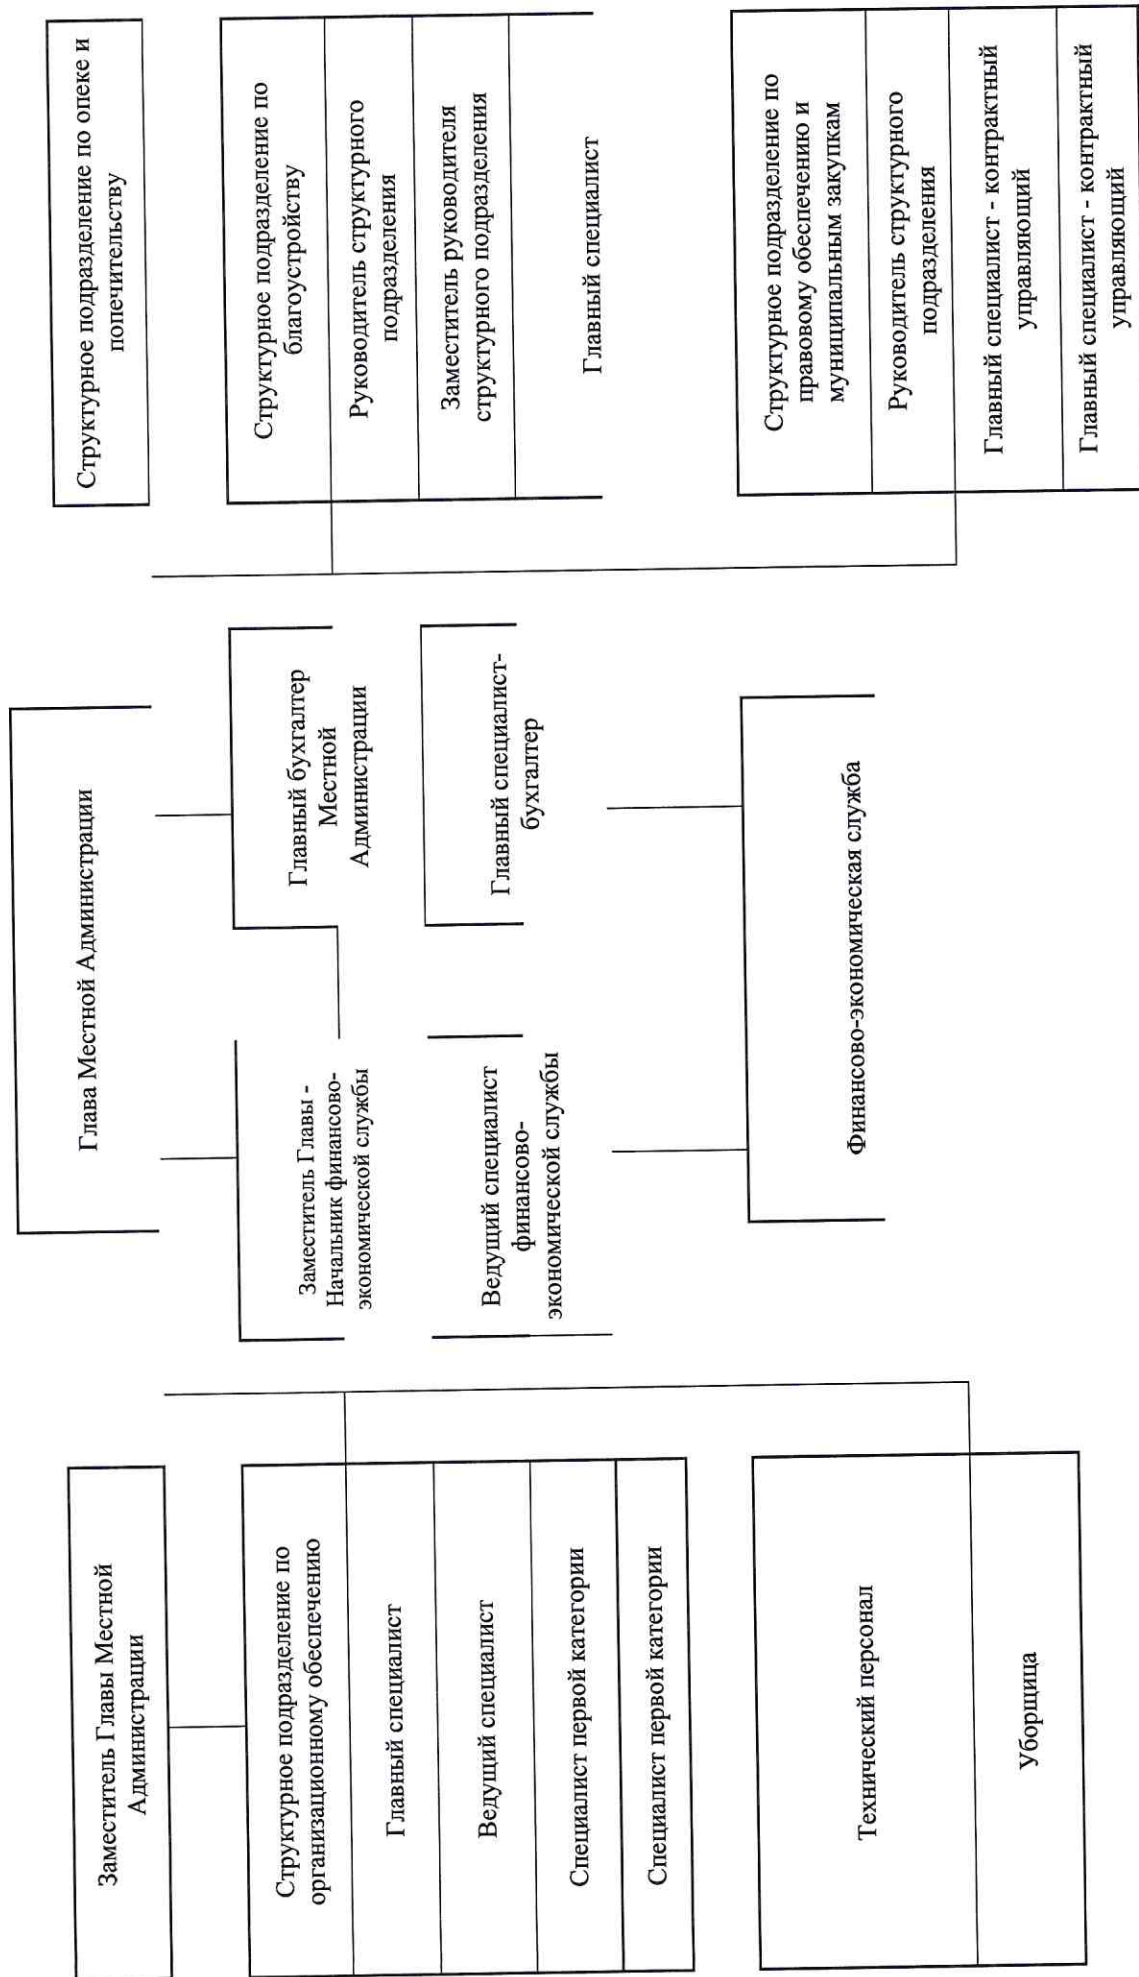 Заместитель Главы Местной
Администрации
Структурное подразделение по
организационному обеспечению
Главный специалист
Ведущий специалист
Специалист первой категории
Специалист первой категории
Технический персонал
Уборщица
Глава Местной Администрации
Заместитель Главы -
Начальник финансово-
экономической службы
Главный бухгалтер
Местной
Администрации
Ведущий специалист
финансово-
экономической службы
Главный специалист-
бухгалтер
Финансово-экономическая служба
Структурное подразделение по опеке и
попечительству
Структурное подразделение по
благоустройству
Руководитель структурного
подразделения
Заместитель руководителя
структурного подразделения
Главный специалист
Структурное подразделение по
правовому обеспечению и
муниципальным закупкам
Руководитель структурного
подразделения
Главный специалист - контрактный
управляющий
Главный специалист - контрактный
управляющий